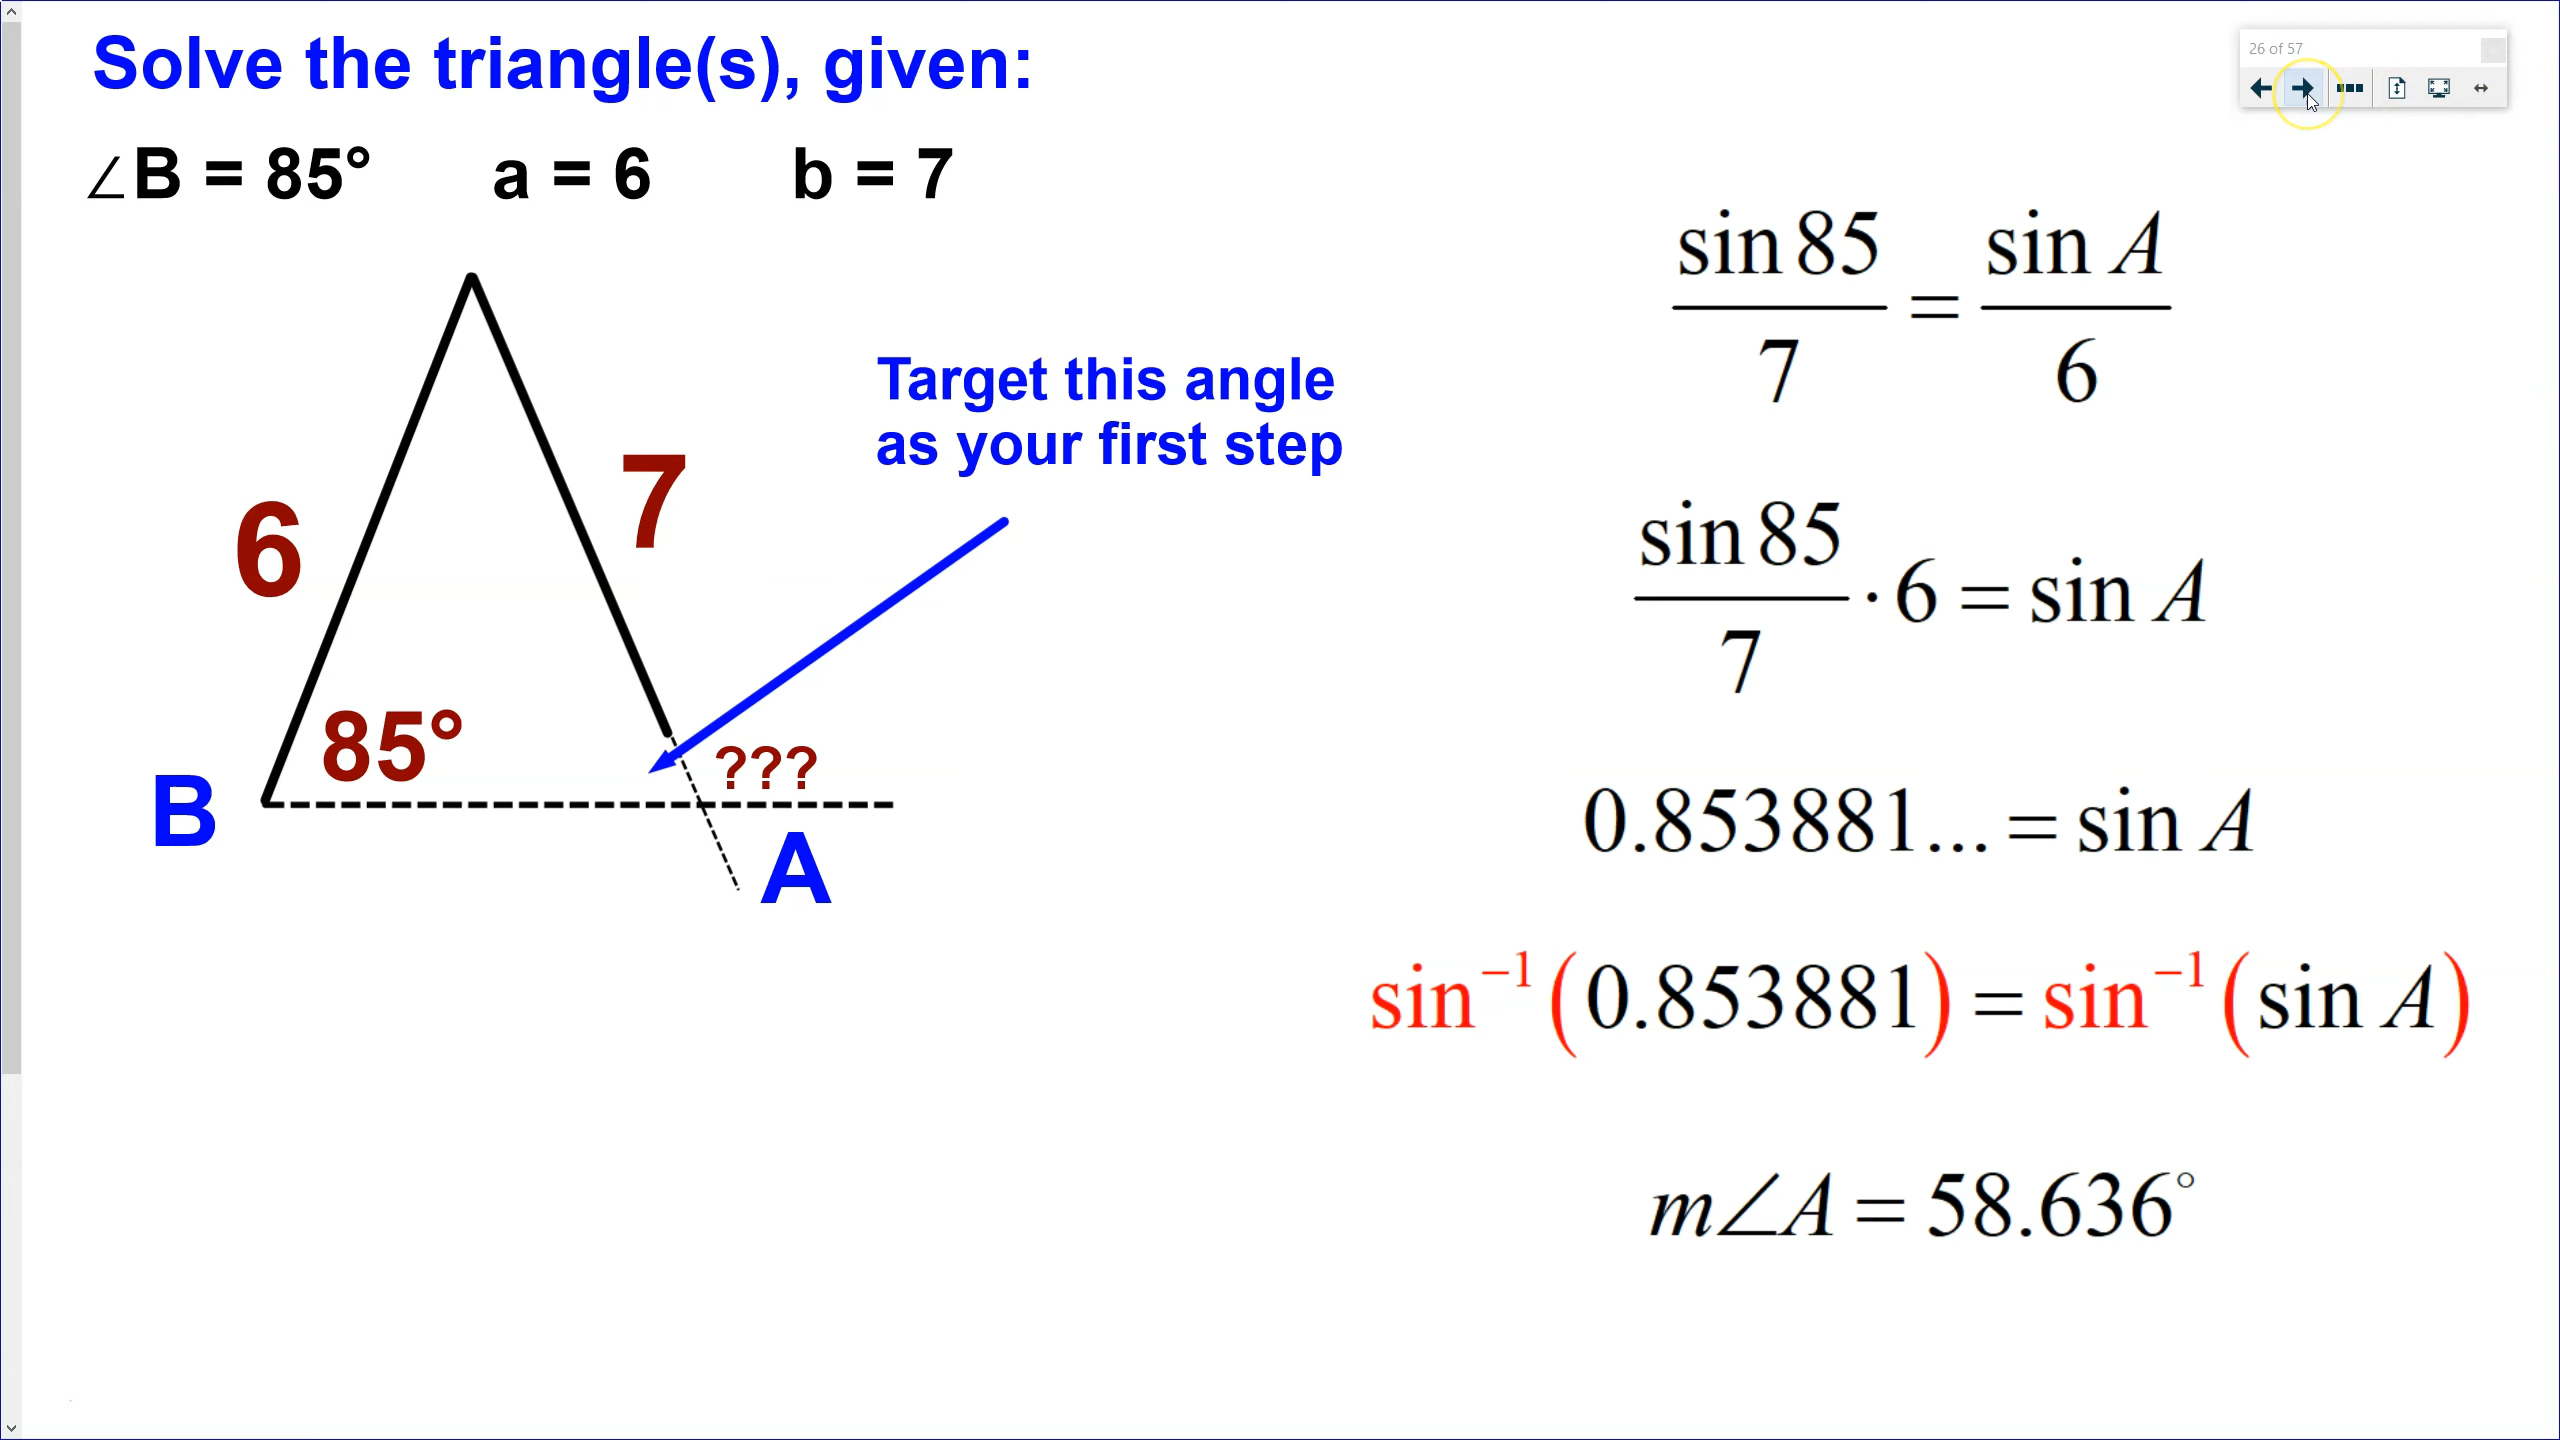 Solve the triangle(s), given:
26 of 57
∠B = 85° a = 6 b = 7
6
7
85°
???
B
A
Target this angle
as your first step
sin 85 / 7 = sin A / 6
sin 85 / 7 · 6 = sin A
0.853881... = sin A
sin⁻¹(0.853881) = sin⁻¹(sin A)
m∠A = 58.636°